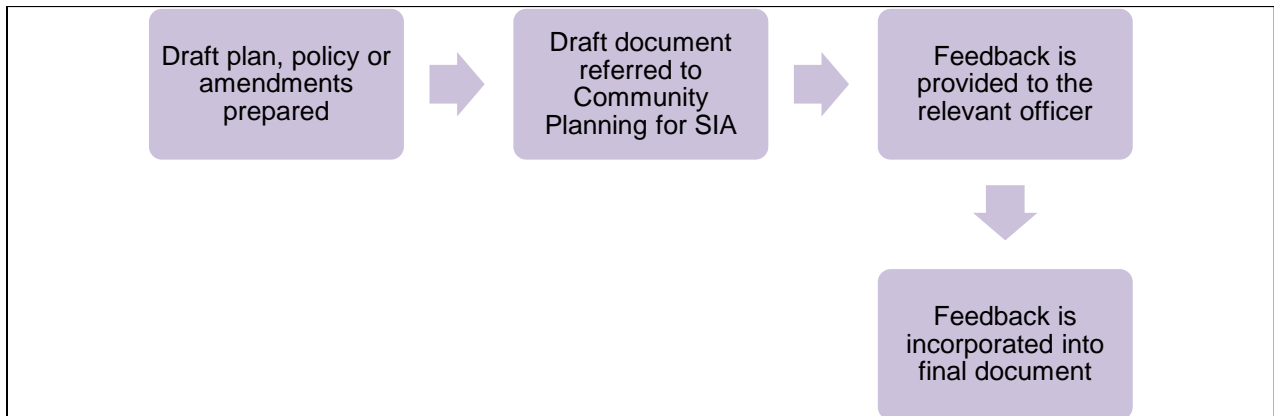 Draft plan, policy or
amendments
prepared
Draft document
referred to
Community
Planning for SIA
Feedback is
provided to the
relevant officer
Feedback is
incorporated into
final document